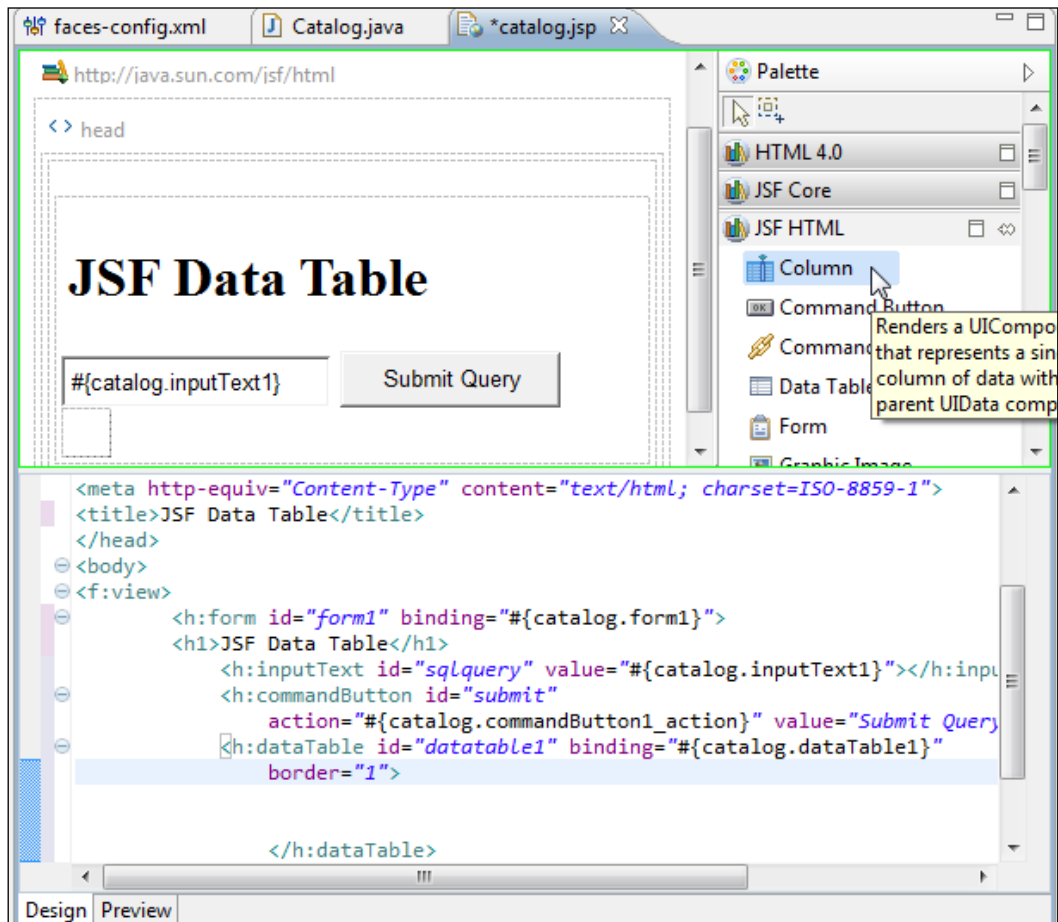 faces-config.xml
Catalog.java
*catalog.jsp
http://java.sun.com/jsf/html
head
JSF Data Table
#{catalog.inputText1}
Submit Query
Palette
HTML 4.0
JSF Core
JSF HTML
Column
Command Button
Command
Data Table
Form
Graphic Image
Renders a UICompo
that represents a sin
column of data with
parent UIData comp
<meta http-equiv="Content-Type" content="text/html; charset=ISO-8859-1">
<title>JSF Data Table</title>
</head>
<body>
<f:view>
<h:form id="form1" binding="#{catalog.form1}">
<h1>JSF Data Table</h1>
<h:inputText id="sqlquery" value="#{catalog.inputText1}"></h:inpu
<h:commandButton id="submit"
action="#{catalog.commandButton1_action}" value="Submit Query
<h:dataTable id="datatable1" binding="#{catalog.dataTable1}"
border="1">
</h:dataTable>
Design
Preview